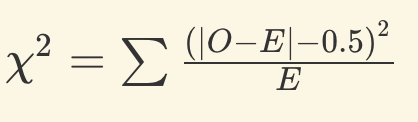 χ² = ∑ (|O−E|−0.5)² / E